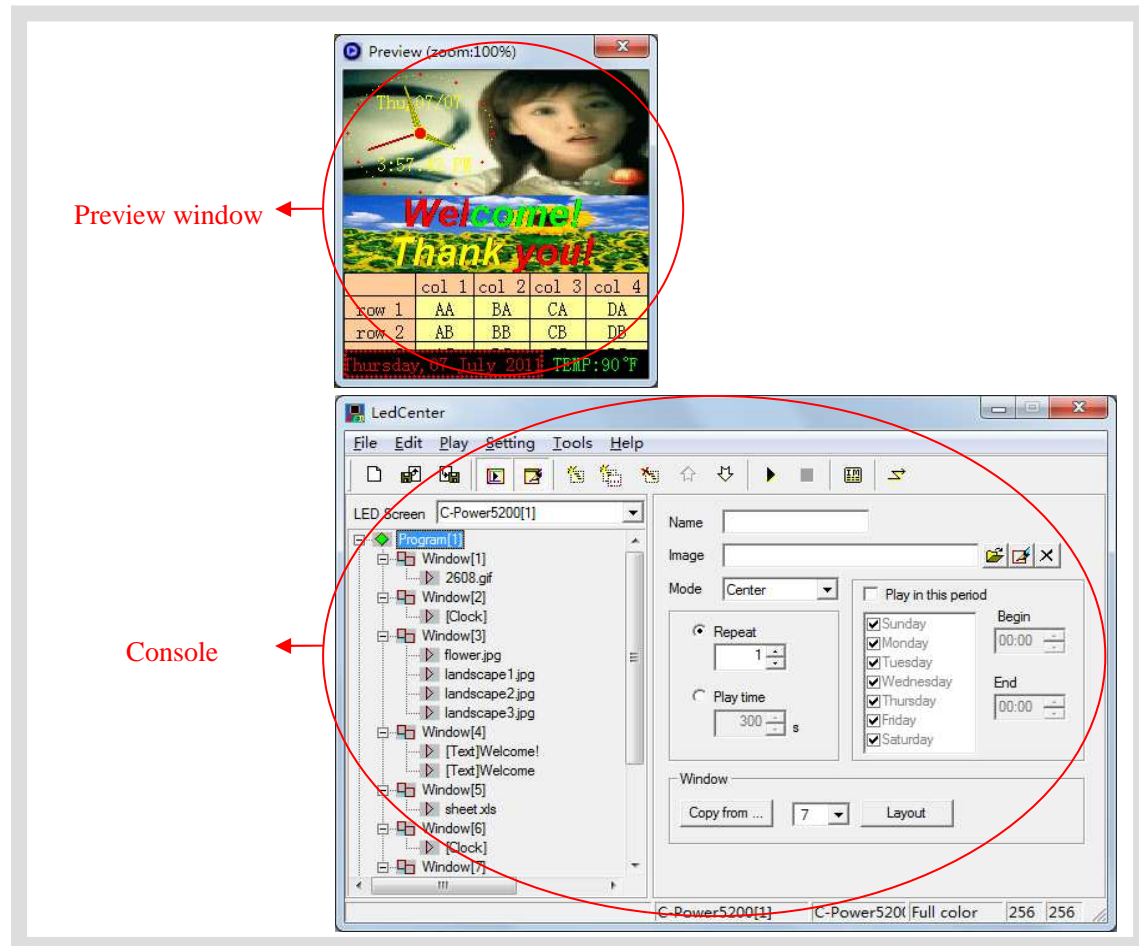 Preview (zoom:100%)
Thu 07/07
3:57:42 PM
Preview window
Welcome!
Thank you!
col 1 col 2 col 3 col 4
row 1 AA BA CA DA
row 2 AB BB CB DB
Thursday, 07 July 2011 TEMP:90°F
LedCenter
File Edit Play Setting Tools Help
LED Screen C-Power5200[1]
Program[1]
Window[1]
2608.gif
Window[2]
[Clock]
Window[3]
flower.jpg
landscape1.jpg
landscape2.jpg
landscape3.jpg
Window[4]
[Text]Welcome!
[Text]Welcome
Window[5]
sheet.xls
Window[6]
[Clock]
Window[7]
Console
Name
Image
Mode Center
Repeat
1
Play time
300 s
Play in this period
Sunday
Monday
Tuesday
Wednesday
Thursday
Friday
Saturday
Begin
00:00
End
00:00
Window
Copy from ... 7 Layout
C-Power5200[1] C-Power520( Full color 256 256